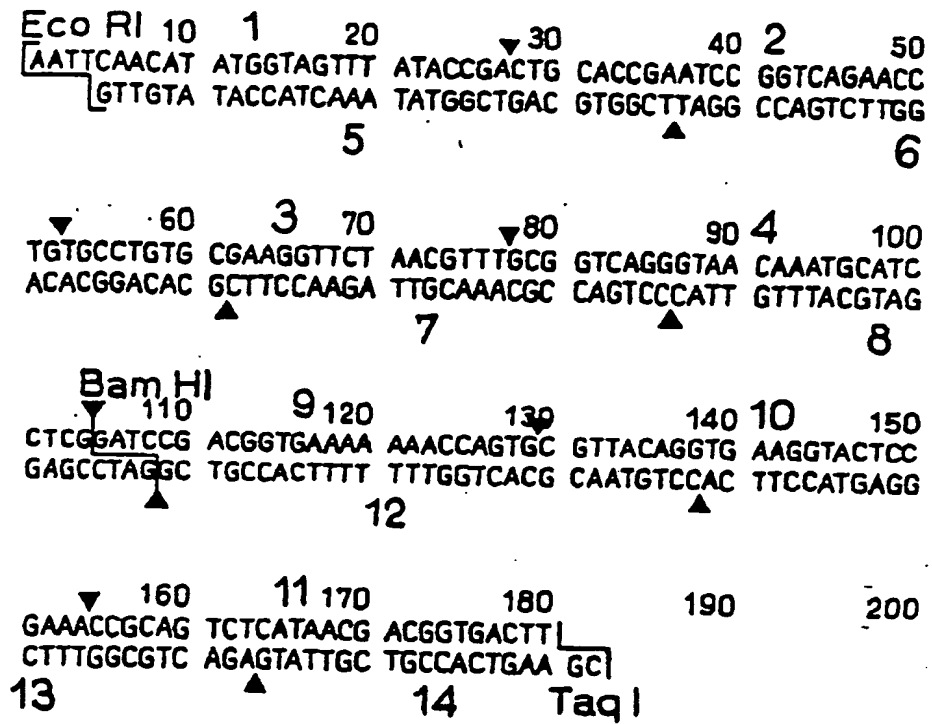 Eco RI 10 1 20 30 40 2 50
AATTCAACAT ATGGTAGTTT ATACCGACTG CACCGAATCC GGTCAGAACC
GTTGTA TACCATCAAA TATGGCTGAC GTGGCTTAGG CCAGTCTTGG
5 6
60 3 70 80 90 4 100
TGTGCCTGTG CGAAGGTTCT AACGTTTGCG GTCAGGGTAA CAAATGCATC
ACACGGACAC GCTTCCAAGA TTGCAAACGC CAGTCCCATT GTTTACGTAG
7 8
Bam HI 110 9 120 130 140 10 150
CTCGGATCCG ACGGTGAAAA AAACCAGTGC GTTACAGGTG AAGGTACTCC
GAGCCTAGGC TGCCACTTTT TTTGGTCACG CAATGTCCAC TTCCATGAGG
12
160 11 170 180 190 200
GAAACCGCAG TCTCATAACG ACGGTGACTT
CTTTGGCGTC AGAGTATTGC TGCCACTGAA GC
13 14 Taq I